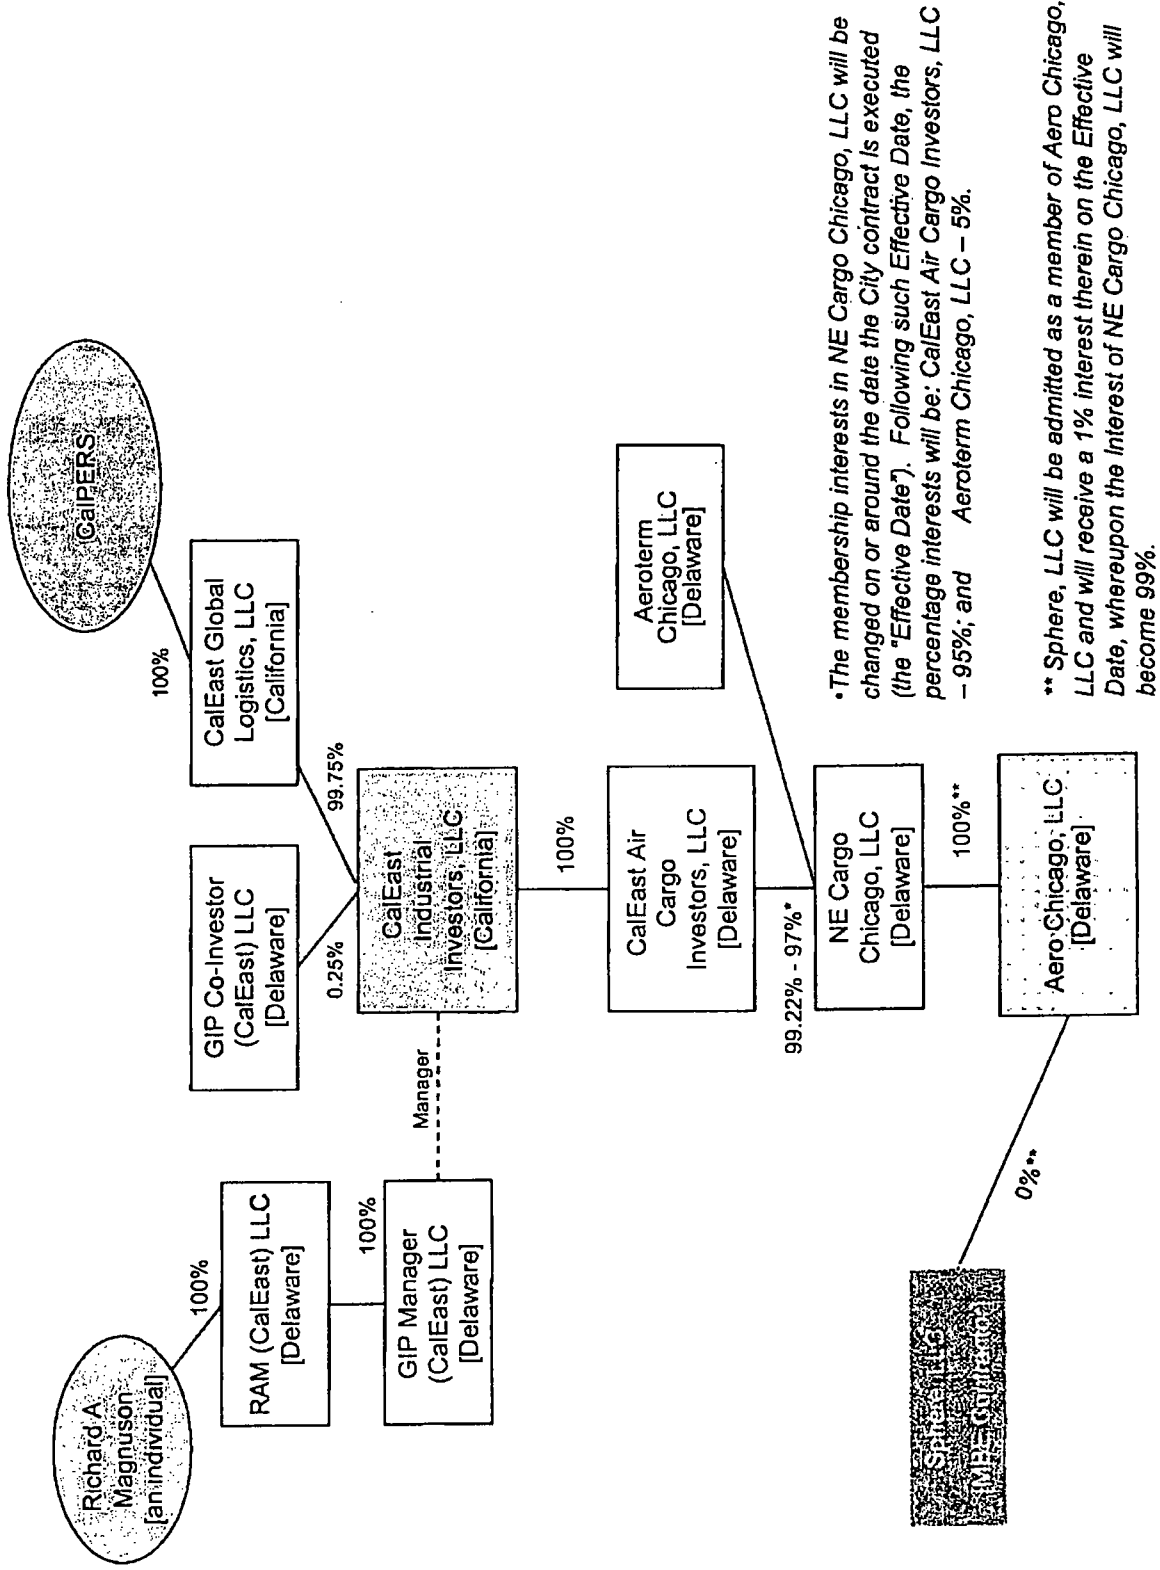 Richard A.
Magnuson
[an individual]
100%
RAM (CalEast) LLC
[Delaware]
100%
GIP Manager
(CalEast) LLC
[Delaware]
Manager
GIP Co-Investor
(CalEast) LLC
[Delaware]
0.25%
CalPERS
100%
CalEast Global
Logistics, LLC
[California]
99.75%
CalEast
Industrial
Investors, LLC
[California]
100%
CalEast Air
Cargo
Investors, LLC
[Delaware]
99.22% - 97%*
Aeroterm
Chicago, LLC
[Delaware]
NE Cargo
Chicago, LLC
[Delaware]
100%**
Aero Chicago, LLC
[Delaware]
0%**
Sphere, LLC
*The membership interests in NE Cargo Chicago, LLC will be
changed on or around the date the City contract is executed
(the "Effective Date"). Following such Effective Date, the
percentage interests will be: CalEast Air Cargo Investors, LLC
– 95%; and Aeroterm Chicago, LLC – 5%.
** Sphere, LLC will be admitted as a member of Aero Chicago,
LLC and will receive a 1% interest therein on the Effective
Date, whereupon the Interest of NE Cargo Chicago, LLC will
become 99%.